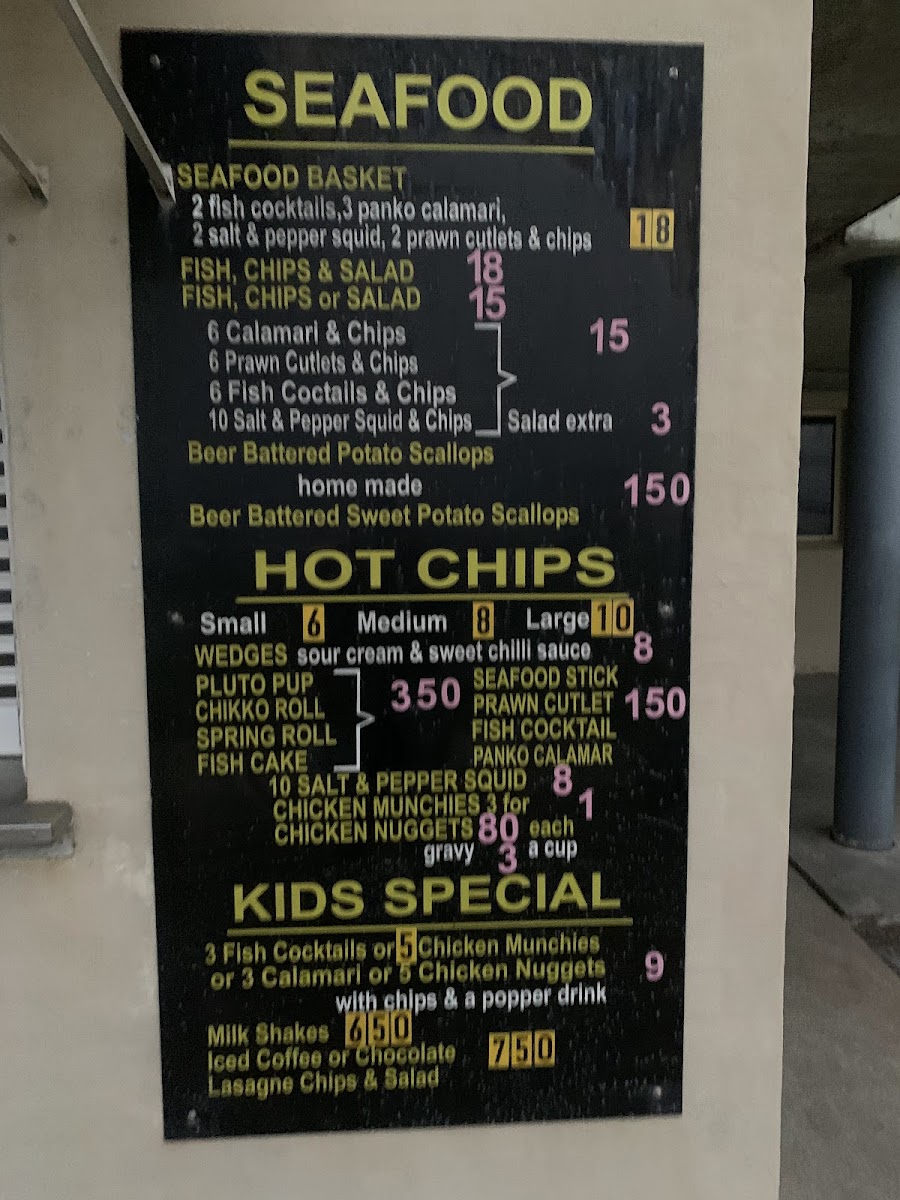 SEAFOOD
SEAFOOD BASKET
2 fish cocktails,3 panko calamari,
2 salt & pepper squid, 2 prawn cutlets & chips 18
FISH, CHIPS & SALAD 18
FISH, CHIPS or SALAD 15
6 Calamari & Chips 15
6 Prawn Cutlets & Chips
6 Fish Coctails & Chips
10 Salt & Pepper Squid & Chips Salad extra 3
Beer Battered Potato Scallops
home made 150
Beer Battered Sweet Potato Scallops
HOT CHIPS
Small 6 Medium 8 Large 10
WEDGES sour cream & sweet chilli sauce 8
PLUTO PUP 350 SEAFOOD STICK
CHIKKO ROLL PRAWN CUTLET 150
SPRING ROLL FISH COCKTAIL
FISH CAKE PANKO CALAMAR
10 SALT & PEPPER SQUID 8
CHICKEN MUNCHIES 3 for 1
CHICKEN NUGGETS 80 each
gravy 3 a cup
KIDS SPECIAL
3 Fish Cocktails or 5 Chicken Munchies
or 3 Calamari or 5 Chicken Nuggets 9
with chips & a popper drink
Milk Shakes 650
Iced Coffee or Chocolate 750
Lasagne Chips & Salad